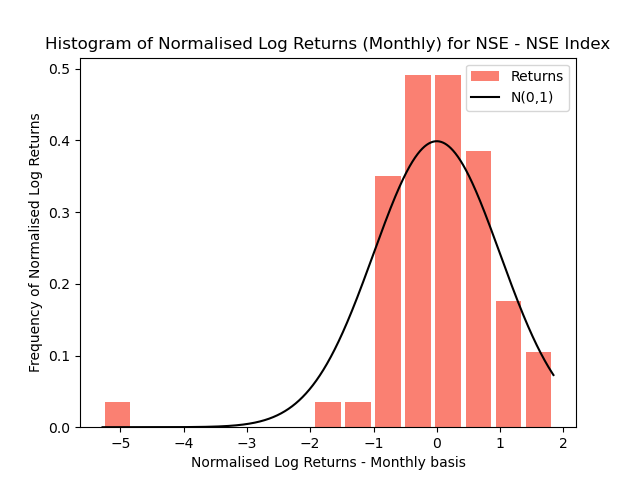 Histogram of Normalised Log Returns (Monthly) for NSE - NSE Index
Returns
N(0,1)
Frequency of Normalised Log Returns
0.5
0.4
0.3
0.2
0.1
0.0
−5 −4 −3 −2 −1 0 1 2
Normalised Log Returns - Monthly basis